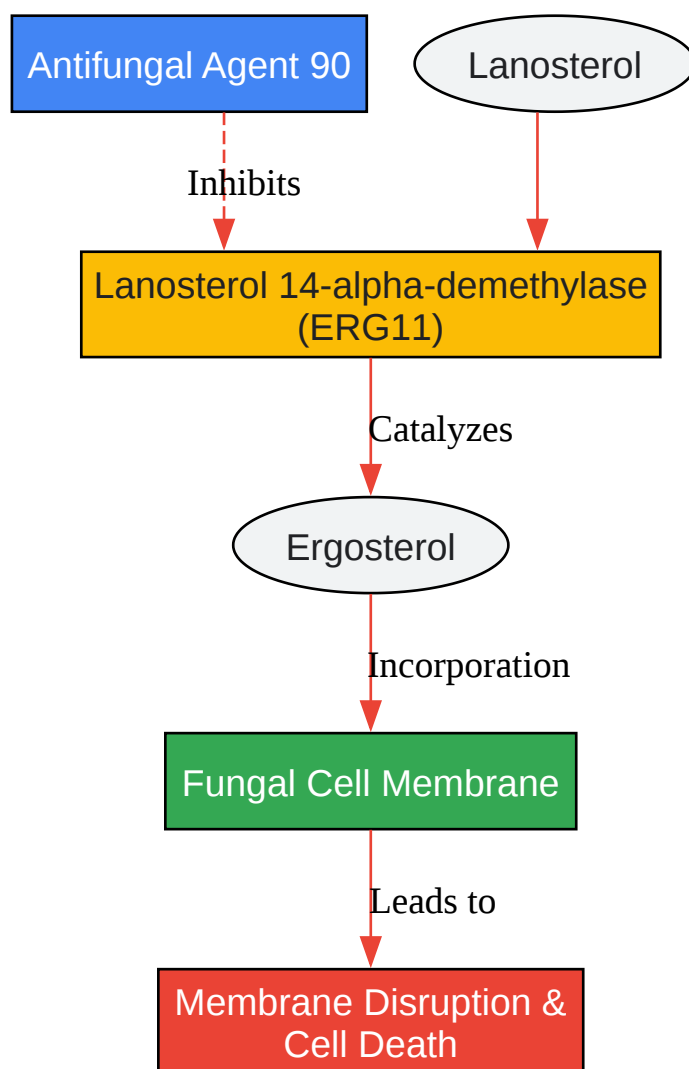 Antifungal Agent 90
Lanosterol
Inhibits
Lanosterol 14-alpha-demethylase
(ERG11)
Catalyzes
Ergosterol
Incorporation
Fungal Cell Membrane
Leads to
Membrane Disruption &
Cell Death